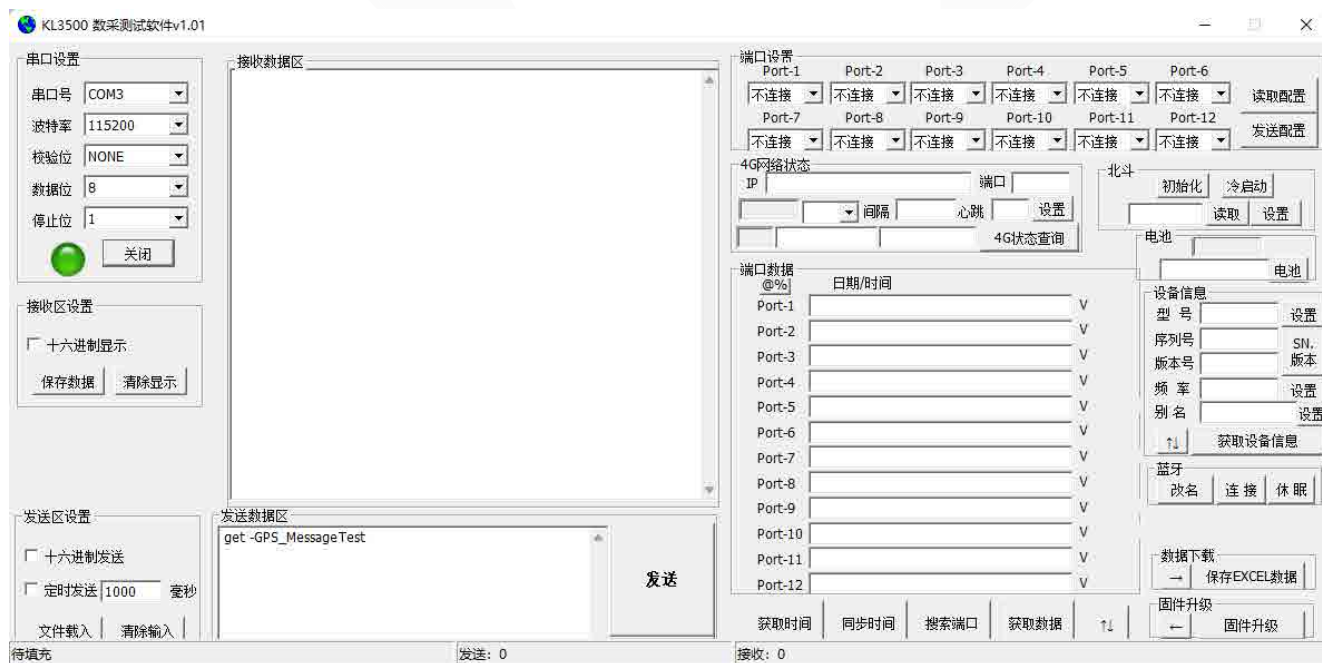 KL3500 数采测试软件v1.01
串口设置
串口号 COM3
波特率 115200
校验位 NONE
数据位 8
停止位 1
关闭
接收区设置
十六进制显示
保存数据 清除显示
发送区设置
十六进制发送
定时发送 1000 毫秒
文件载入 清除输入
接收数据区
发送数据区
get -GPS_MessageTest
发送
端口设置
Port-1 Port-2 Port-3 Port-4 Port-5 Port-6
不连接 不连接 不连接 不连接 不连接 不连接
读取配置
Port-7 Port-8 Port-9 Port-10 Port-11 Port-12
不连接 不连接 不连接 不连接 不连接 不连接
发送配置
4G网络状态
IP 端口
间隔 心跳 设置
4G状态查询
北斗
初始化 冷启动
读取 设置
电池
电池
端口数据
@%] 日期/时间
Port-1 V
Port-2 V
Port-3 V
Port-4 V
Port-5 V
Port-6 V
Port-7 V
Port-8 V
Port-9 V
Port-10 V
Port-11 V
Port-12 V
获取时间 同步时间 搜索端口 获取数据 ↑↓
设备信息
型 号 设置
序列号 SN.
版本号 版本
频 率 设置
别 名 设置
↑↓ 获取设备信息
蓝牙
改名 连 接 休 眠
数据下载
→ 保存EXCEL数据
固件升级
← 固件升级
待填充 发送: 0 接收: 0